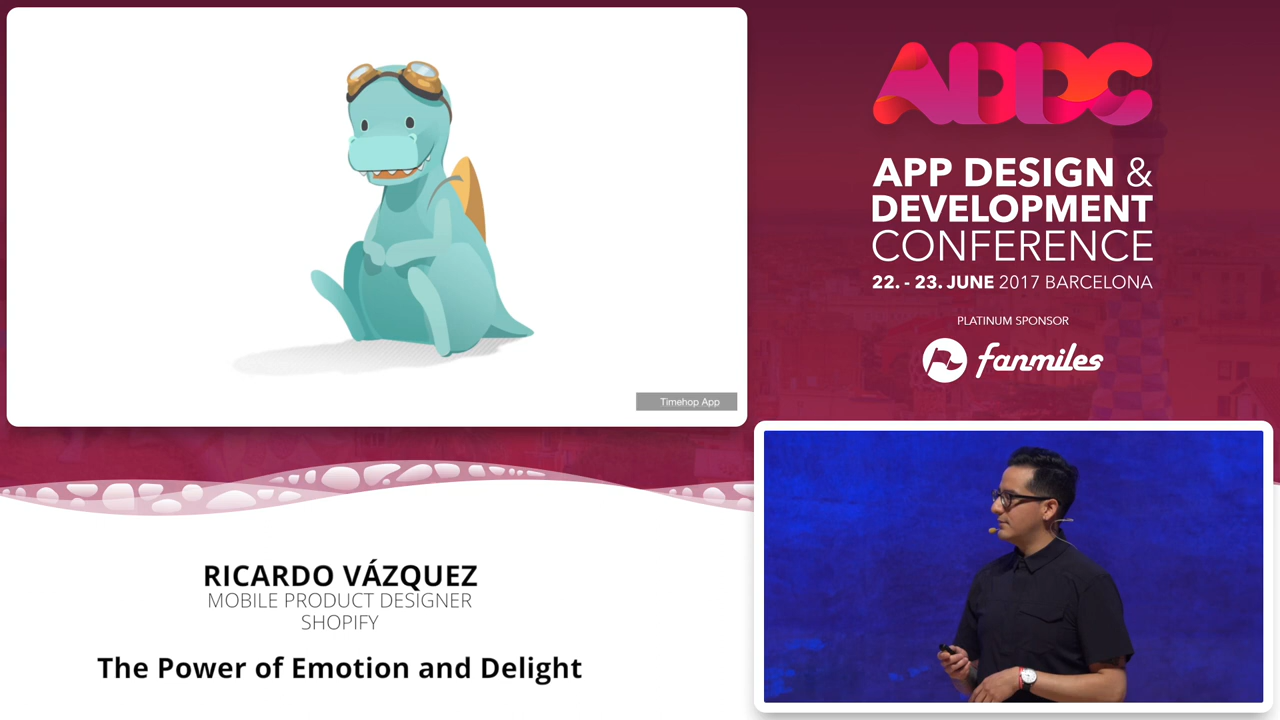 Timehop App
ADDC
APP DESIGN &
DEVELOPMENT
CONFERENCE
22. - 23. JUNE 2017 BARCELONA
PLATINUM SPONSOR
fanmiles
RICARDO VÁZQUEZ
MOBILE PRODUCT DESIGNER
SHOPIFY
The Power of Emotion and Delight